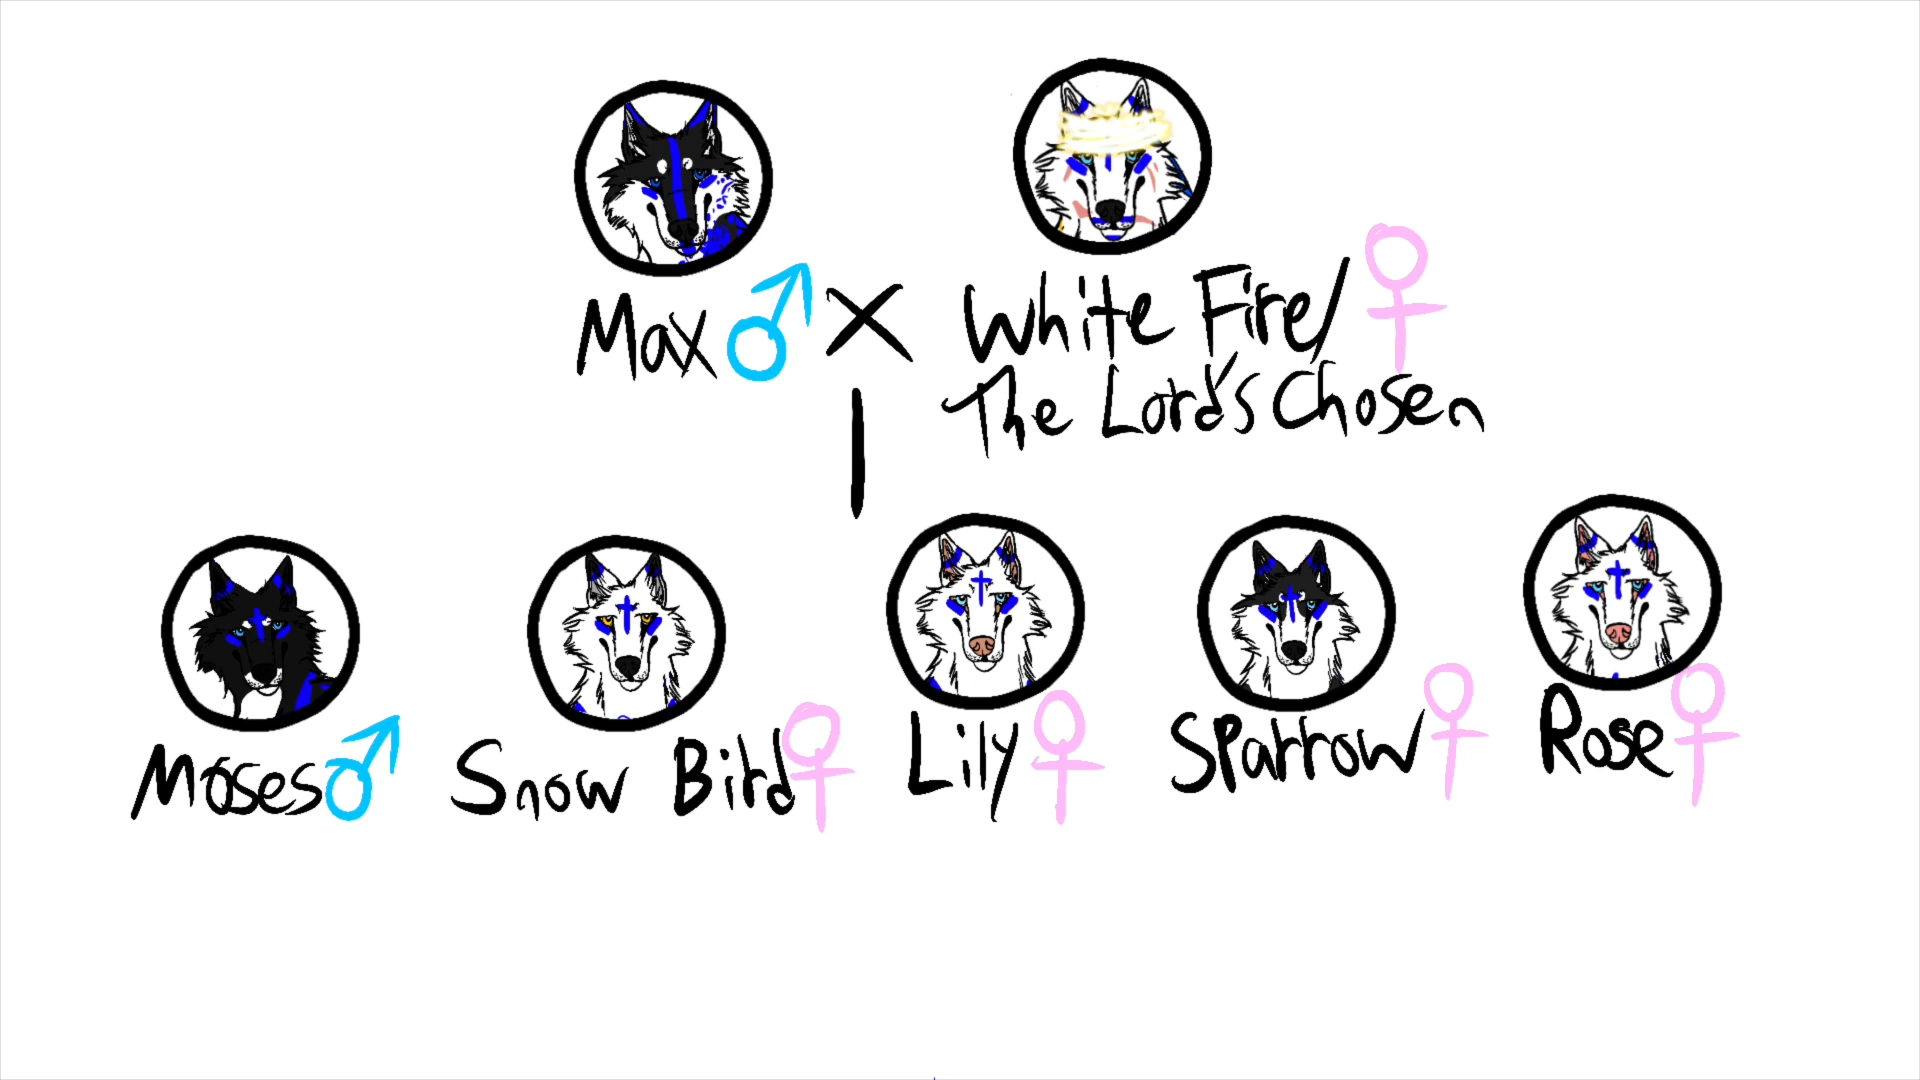 Max ♂ X White Fire/ ♀
The Lord's Chosen
Moses ♂ Snow Bird ♀ Lily ♀ Sparrow ♀ Rose ♀